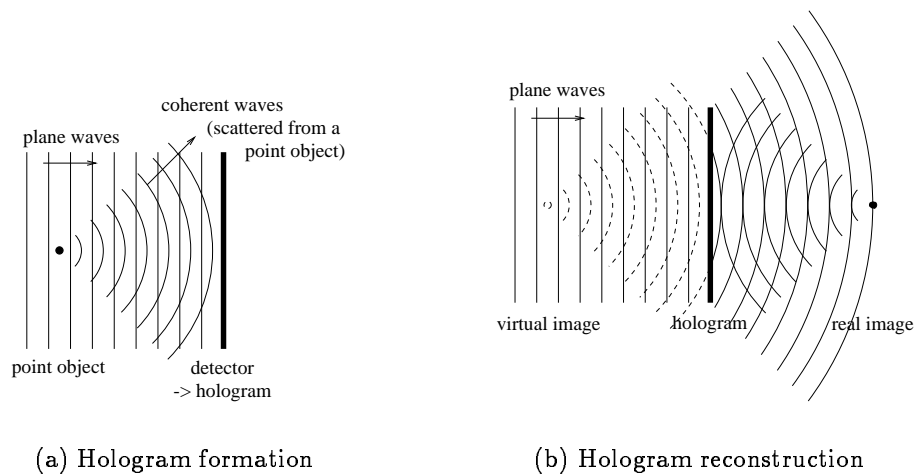 coherent waves
(scattered from a
point object)
plane waves
point object
detector
-> hologram
(a) Hologram formation
plane waves
virtual image
hologram
real image
(b) Hologram reconstruction